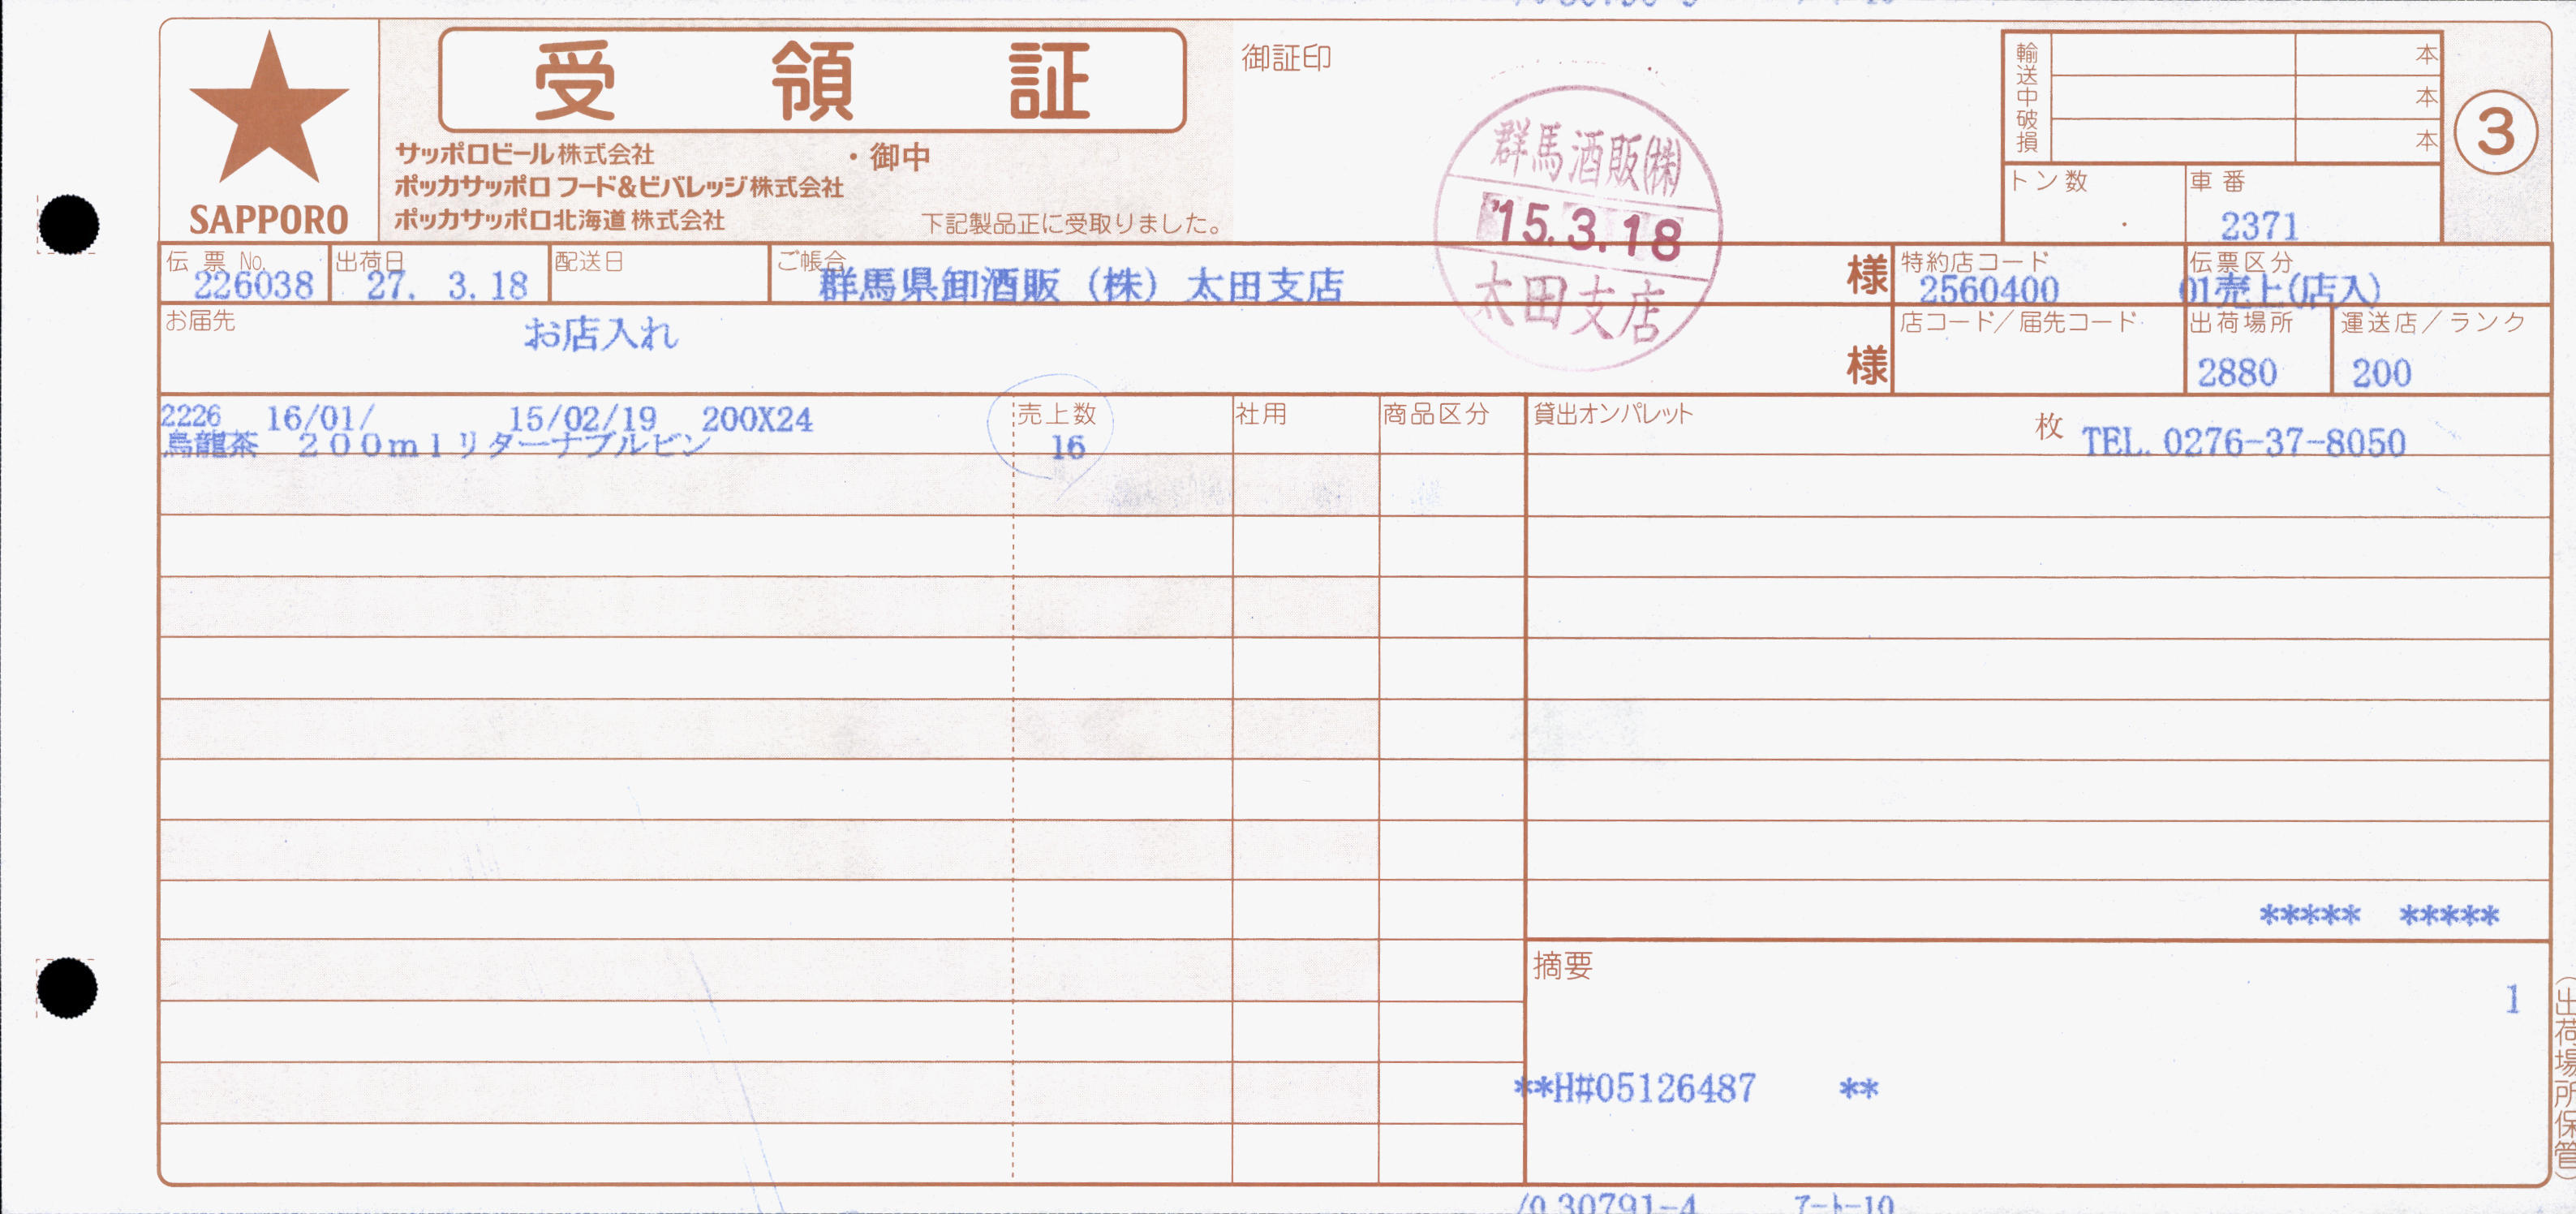 受領証
御証印
輸送中破損
本
本
本
3
SAPPORO
サッポロビール株式会社 ・御中
ポッカサッポロ フード&ビバレッジ株式会社
ポッカサッポロ北海道株式会社
下記製品正に受取りました。
群馬酒販(株)
'15.3.18
太田支店
トン数
車番
2371
伝票No. 226038
出荷日 27. 3.18
配送日
ご帳合 群馬県卸酒販(株)太田支店 様
特約店コード 2560400
伝票区分 01売上(店入)
お届先 お店入れ 様
店コード/届先コード
出荷場所 2880
運送店/ランク 200
2226 16/01/ 15/02/19 200X24
烏龍茶 200mlリターナブルビン
売上数 16
社用
商品区分
貸出オンパレット 枚
TEL. 0276-37-8050
***** *****
摘要
1
**H#05126487 **
(出荷場所保管)